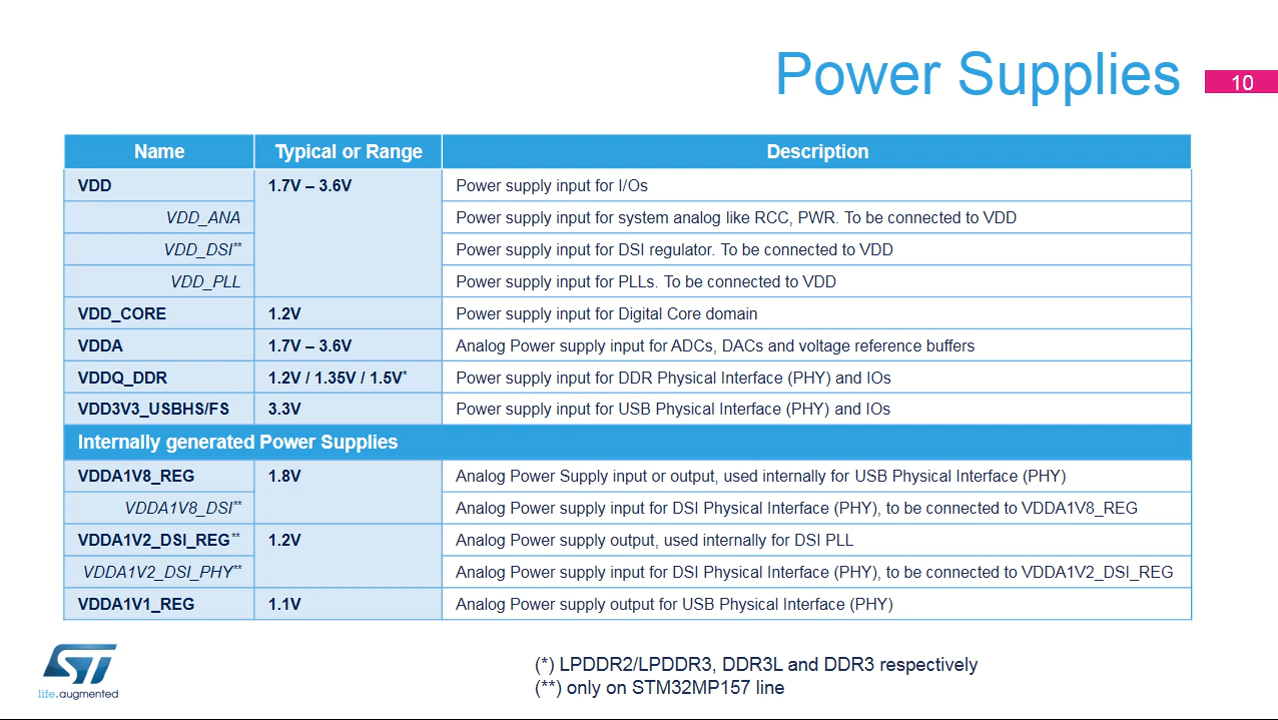 Power Supplies
10
Name Typical or Range Description
VDD 1.7V – 3.6V Power supply input for I/Os
VDD_ANA Power supply input for system analog like RCC, PWR. To be connected to VDD
VDD_DSI** Power supply input for DSI regulator. To be connected to VDD
VDD_PLL Power supply input for PLLs. To be connected to VDD
VDD_CORE 1.2V Power supply input for Digital Core domain
VDDA 1.7V – 3.6V Analog Power supply input for ADCs, DACs and voltage reference buffers
VDDQ_DDR 1.2V / 1.35V / 1.5V* Power supply input for DDR Physical Interface (PHY) and IOs
VDD3V3_USBHS/FS 3.3V Power supply input for USB Physical Interface (PHY) and IOs
Internally generated Power Supplies
VDDA1V8_REG 1.8V Analog Power Supply input or output, used internally for USB Physical Interface (PHY)
VDDA1V8_DSI** Analog Power supply input for DSI Physical Interface (PHY), to be connected to VDDA1V8_REG
VDDA1V2_DSI_REG** 1.2V Analog Power supply output, used internally for DSI PLL
VDDA1V2_DSI_PHY** Analog Power supply input for DSI Physical Interface (PHY), to be connected to VDDA1V2_DSI_REG
VDDA1V1_REG 1.1V Analog Power supply output for USB Physical Interface (PHY)
ST
life.augmented
(*) LPDDR2/LPDDR3, DDR3L and DDR3 respectively
(**) only on STM32MP157 line